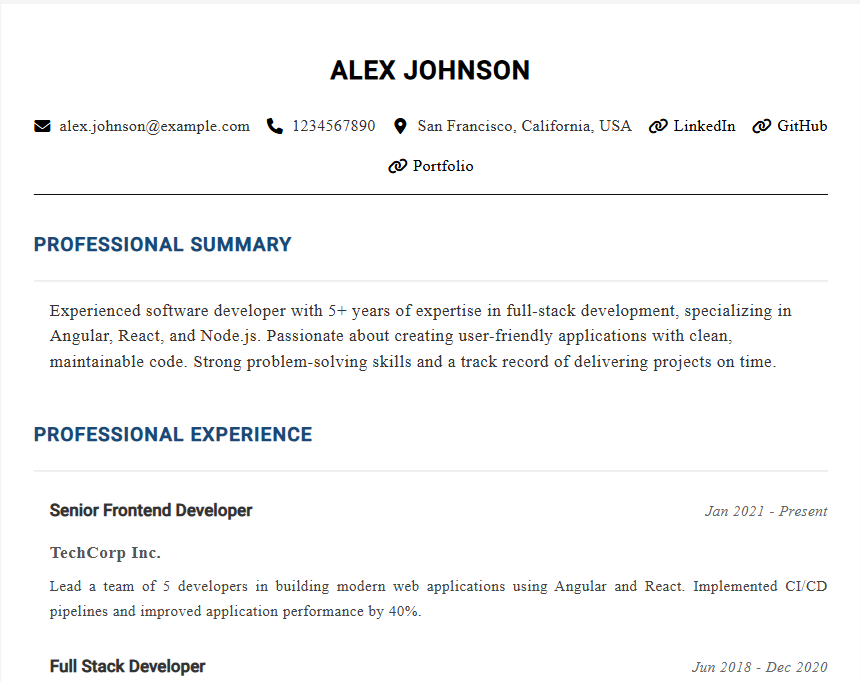 ALEX JOHNSON
alex.johnson@example.com 1234567890 San Francisco, California, USA LinkedIn GitHub
Portfolio
PROFESSIONAL SUMMARY
Experienced software developer with 5+ years of expertise in full-stack development, specializing in
Angular, React, and Node.js. Passionate about creating user-friendly applications with clean,
maintainable code. Strong problem-solving skills and a track record of delivering projects on time.
PROFESSIONAL EXPERIENCE
Senior Frontend Developer Jan 2021 - Present
TechCorp Inc.
Lead a team of 5 developers in building modern web applications using Angular and React. Implemented CI/CD
pipelines and improved application performance by 40%.
Full Stack Developer Jun 2018 - Dec 2020